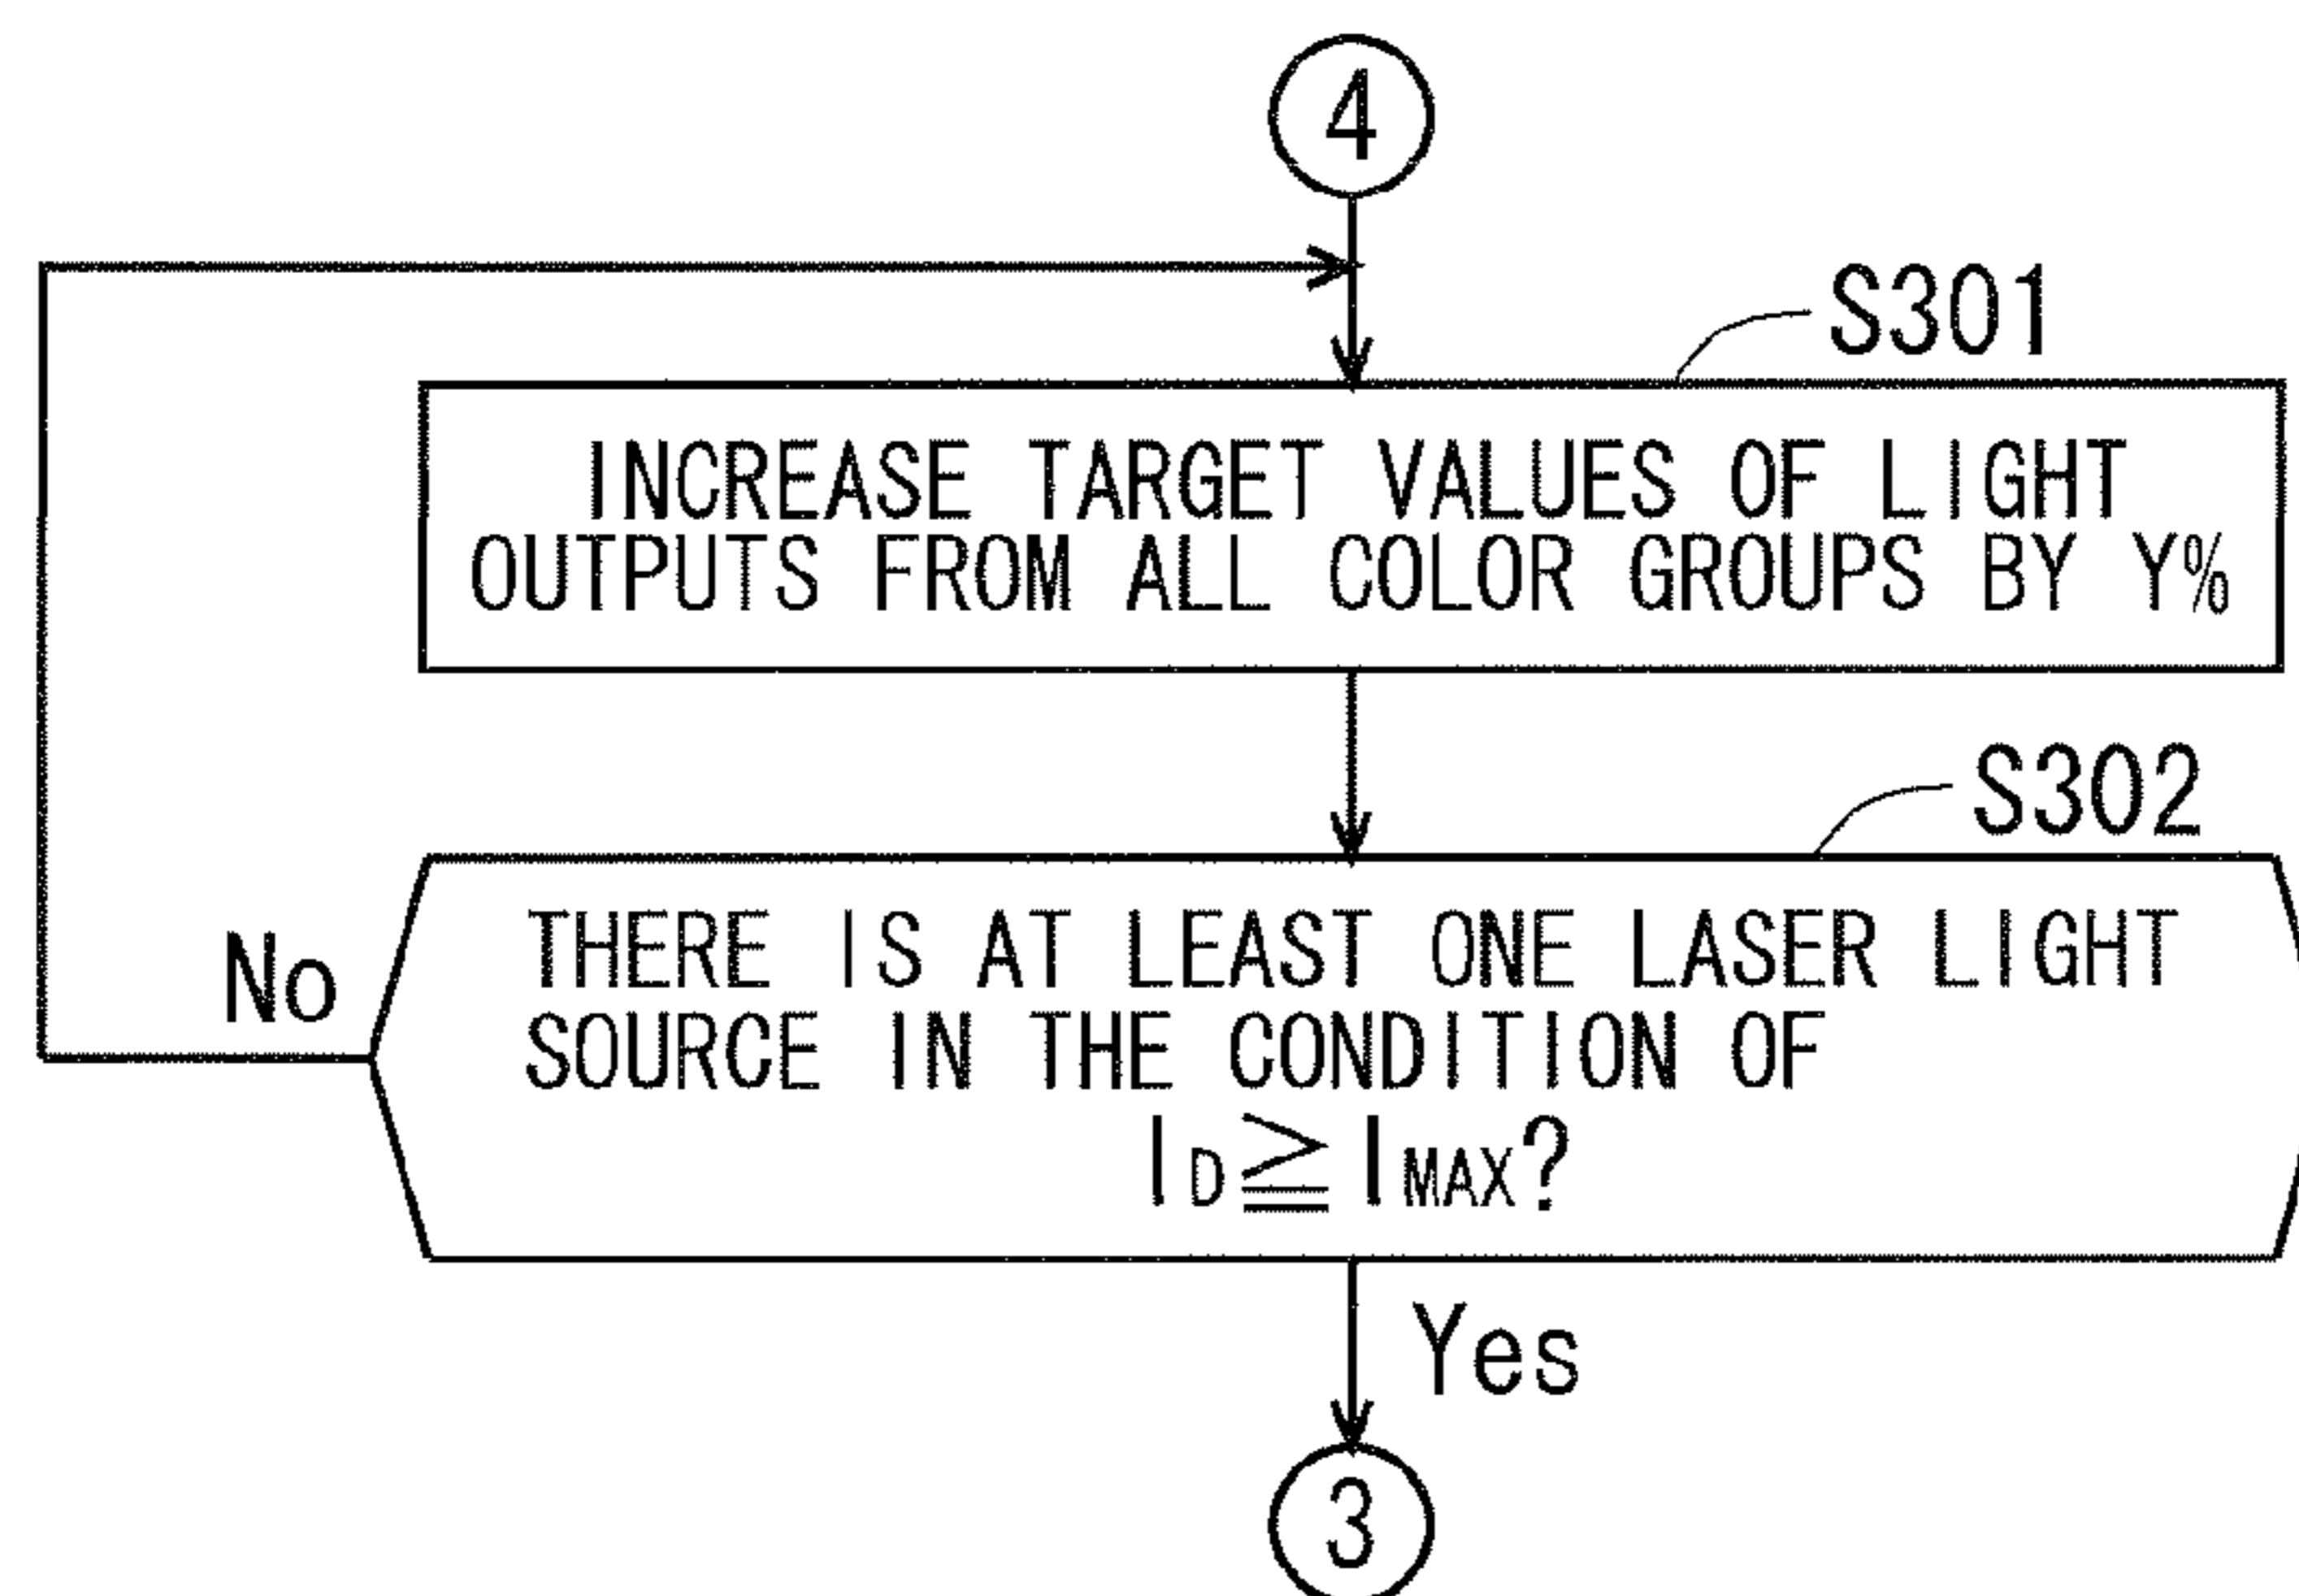 4
S301
INCREASE TARGET VALUES OF LIGHT
OUTPUTS FROM ALL COLOR GROUPS BY Y%
S302
No
THERE IS AT LEAST ONE LASER LIGHT
SOURCE IN THE CONDITION OF
ID≧IMAX?
Yes
3